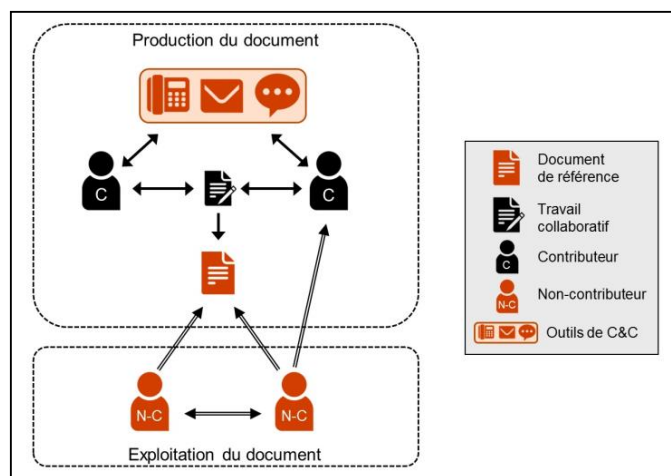 Production du document
C
C
N-C
N-C
Exploitation du document
Document
de référence
Travail
collaboratif
C
Contributeur
N-C
Non-contributeur
Outils de C&C